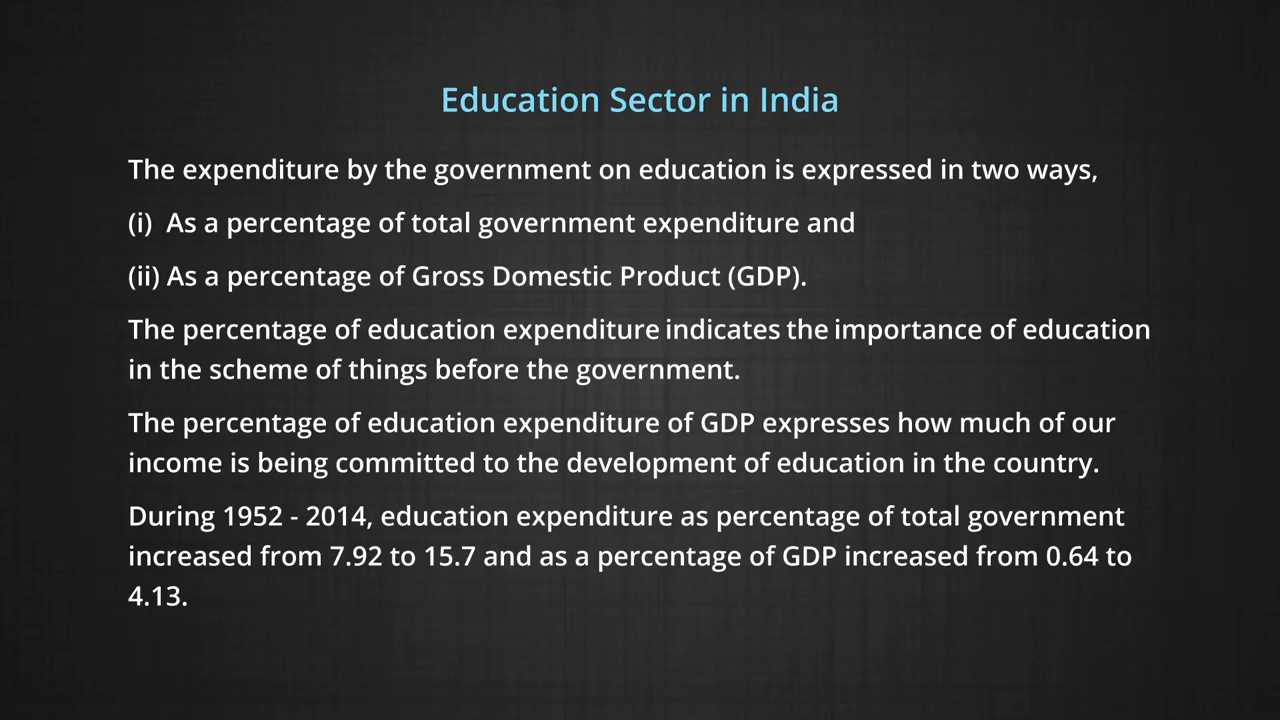 Education Sector in India
The expenditure by the government on education is expressed in two ways,
(i) As a percentage of total government expenditure and
(ii) As a percentage of Gross Domestic Product (GDP).
The percentage of education expenditure indicates the importance of education
in the scheme of things before the government.
The percentage of education expenditure of GDP expresses how much of our
income is being committed to the development of education in the country.
During 1952 - 2014, education expenditure as percentage of total government
increased from 7.92 to 15.7 and as a percentage of GDP increased from 0.64 to
4.13.